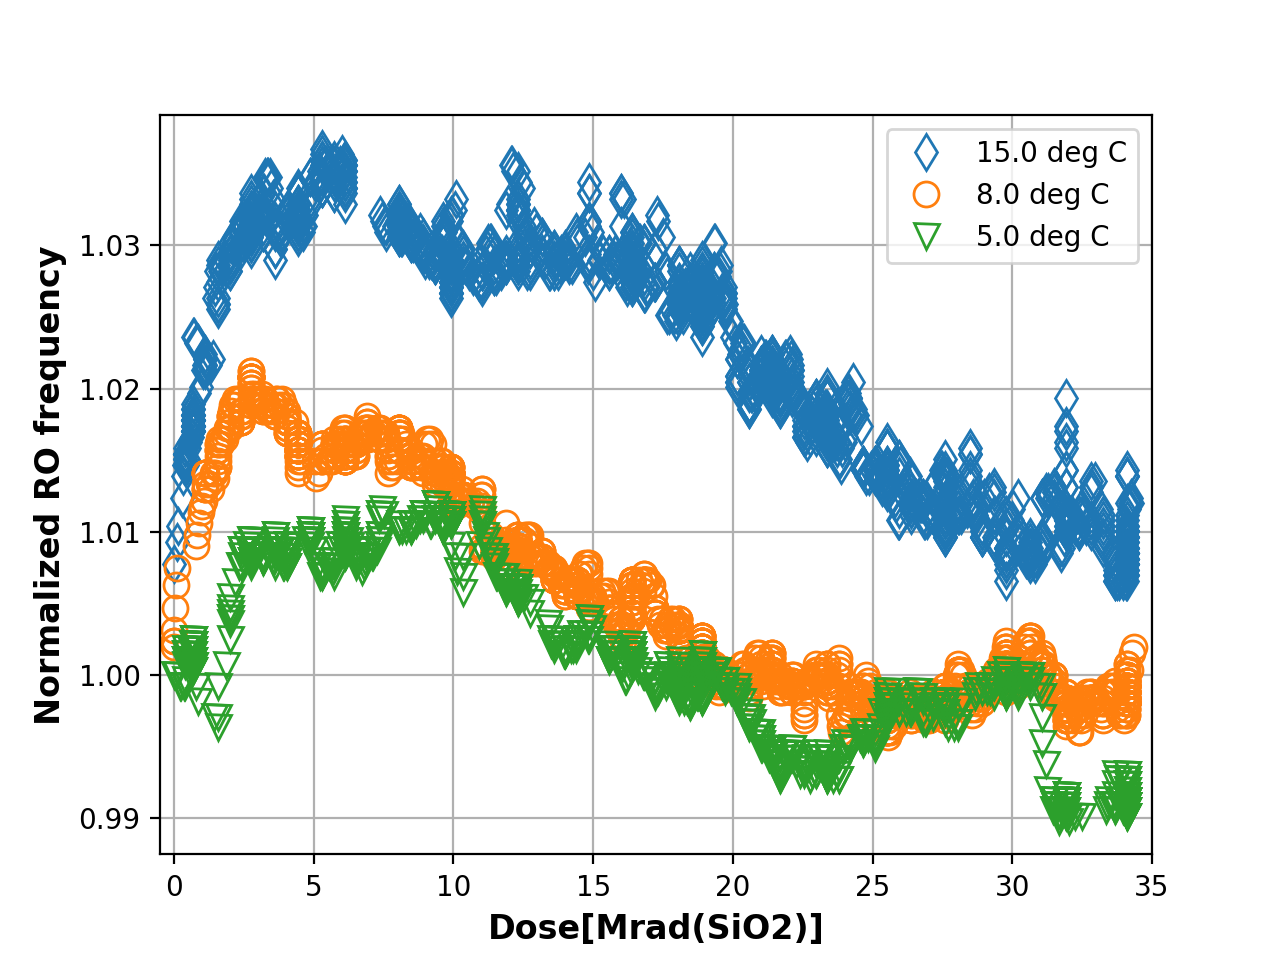 15.0 deg C
8.0 deg C
5.0 deg C
Normalized RO frequency
1.03
1.02
1.01
1.00
0.99
0 5 10 15 20 25 30 35
Dose[Mrad(SiO2)]